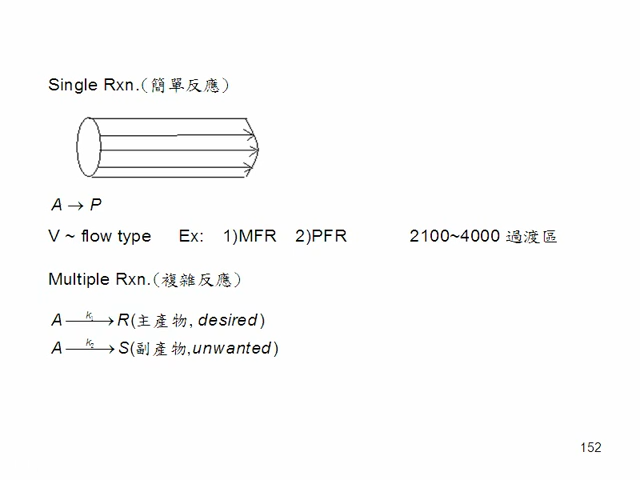 Single Rxn.(簡單反應)
A → P
V ~ flow type Ex: 1)MFR 2)PFR 2100~4000 過渡區
Multiple Rxn.(複雜反應)
A —k₁→ R(主產物, desired)
A —k₂→ S(副產物,unwanted)
152